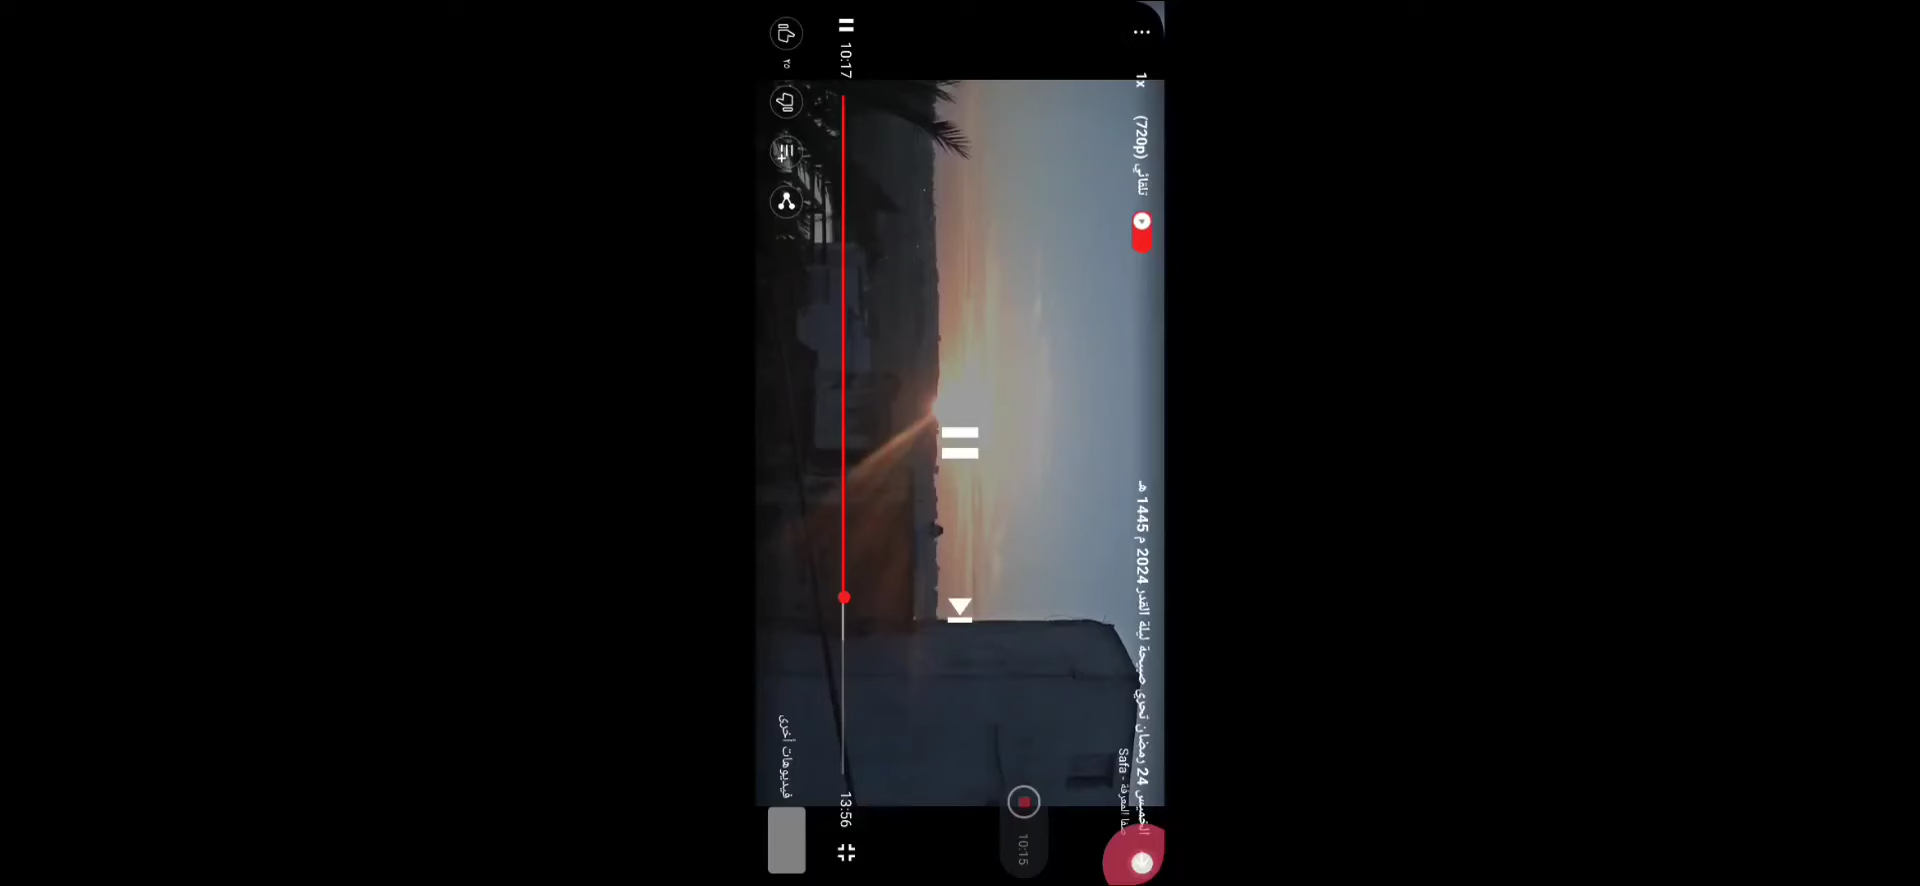 الخميس 24 رمضان تحري صبيحة ليلة القدر 2024 م 1445 هـ
صفا المعرفة - Safa
تلقائي (720p)
1x
10:17
13:56
٢٥
فيديوهات أخرى
10:15